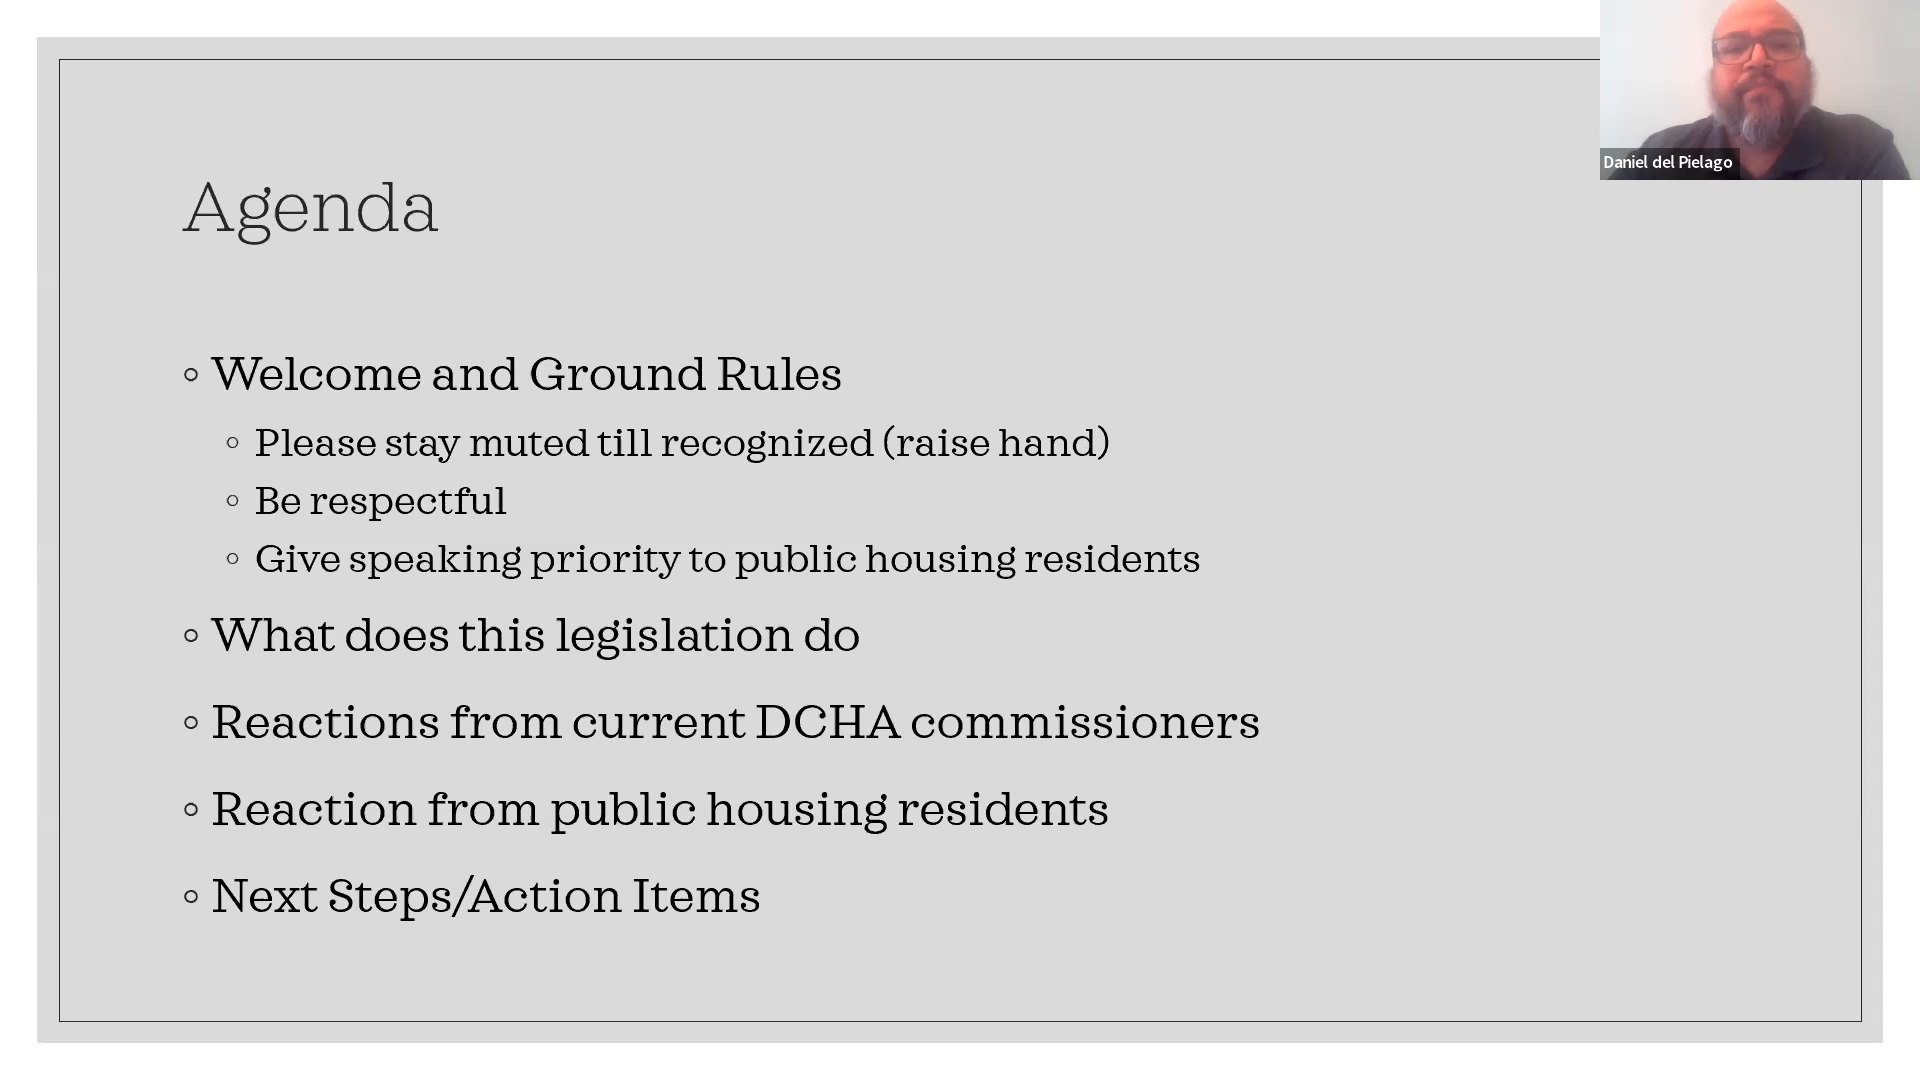 Daniel del Pielago
Agenda
Welcome and Ground Rules
Please stay muted till recognized (raise hand)
Be respectful
Give speaking priority to public housing residents
What does this legislation do
Reactions from current DCHA commissioners
Reaction from public housing residents
Next Steps/Action Items